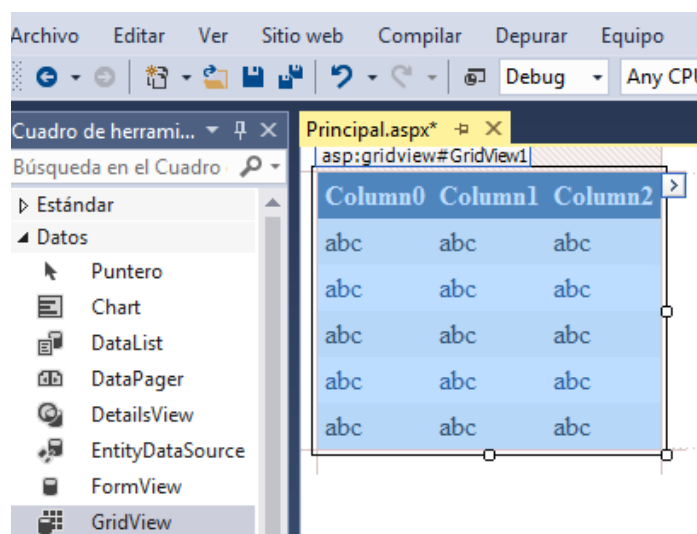 Archivo Editar Ver Sitio web Compilar Depurar Equipo
Debug Any CPU
Cuadro de herrami... Principal.aspx*
Búsqueda en el Cuadro asp:gridview#GridView1
Estándar
Datos
Puntero
Chart
DataList
DataPager
DetailsView
EntityDataSource
FormView
GridView
Column0 Column1 Column2
abc abc abc
abc abc abc
abc abc abc
abc abc abc
abc abc abc